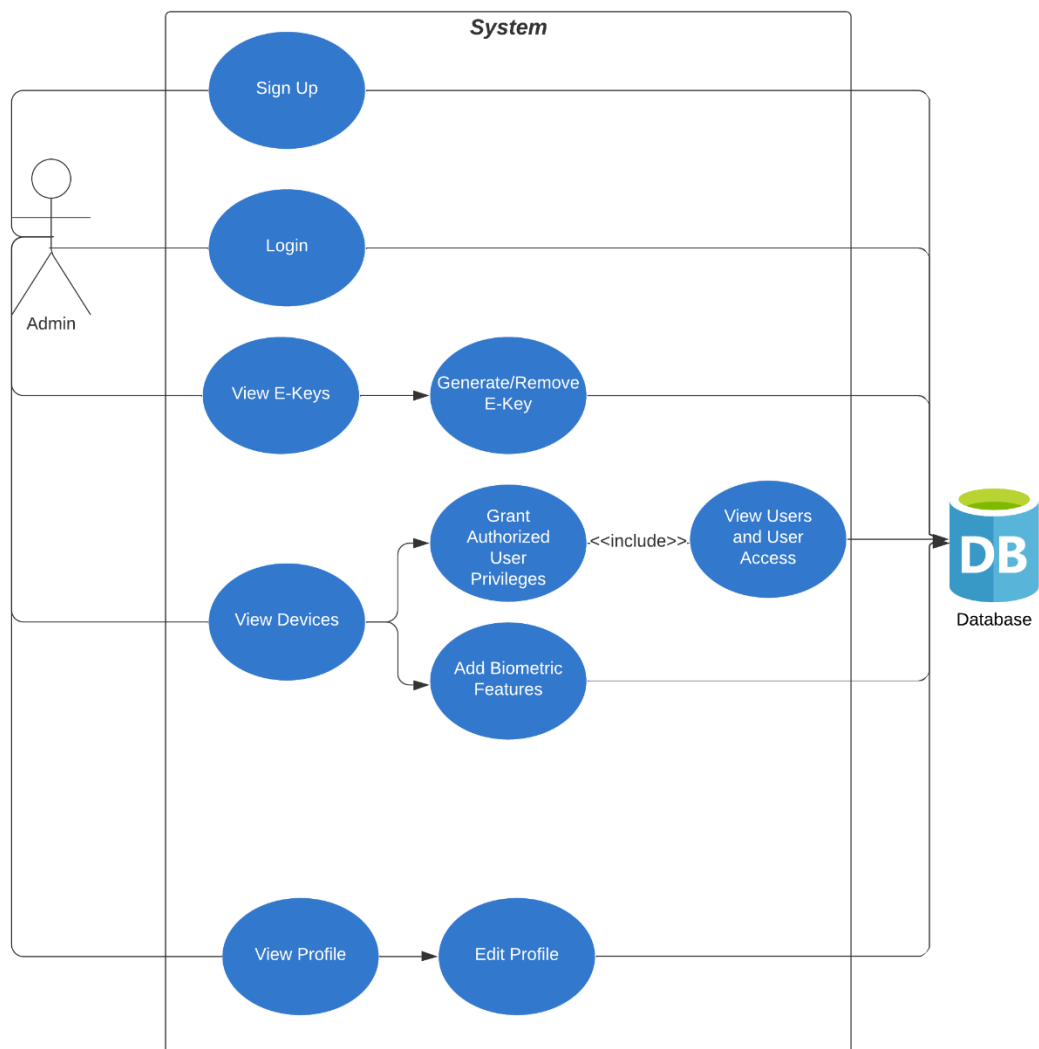 System
Sign Up
Login
Admin
View E-Keys
Generate/Remove
E-Key
Grant
Authorized
User
Privileges
<<include>>
View Users
and User
Access
DB
Database
View Devices
Add Biometric
Features
View Profile
Edit Profile